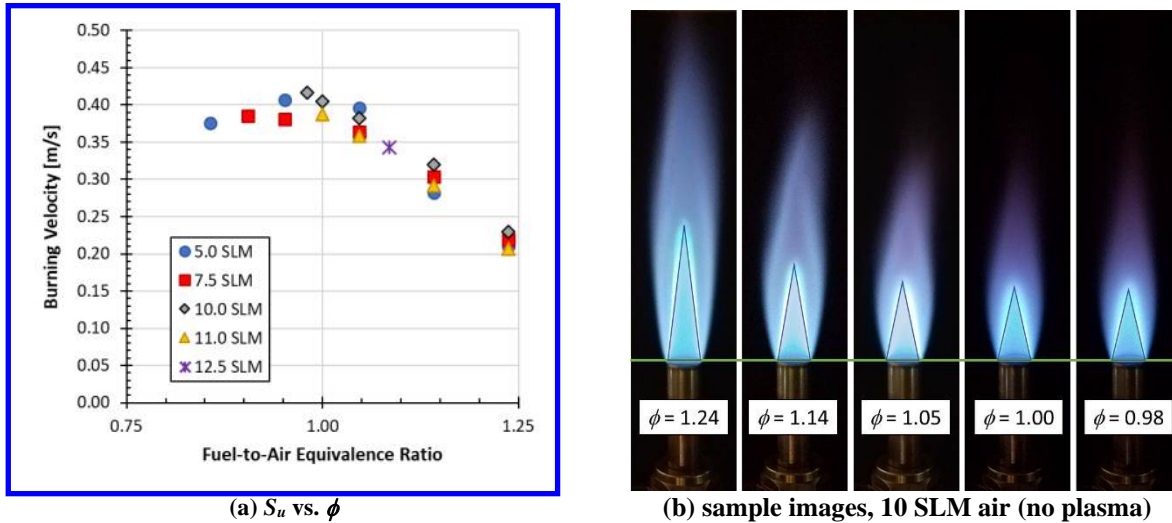 0.50
0.45
0.40
0.35
0.30
0.25
0.20
0.15
0.10
0.05
0.00
Burning Velocity [m/s]
5.0 SLM
7.5 SLM
10.0 SLM
11.0 SLM
12.5 SLM
0.75 1.00 1.25
Fuel-to-Air Equivalence Ratio
(a) Su vs. ϕ
ϕ = 1.24 ϕ = 1.14 ϕ = 1.05 ϕ = 1.00 ϕ = 0.98
(b) sample images, 10 SLM air (no plasma)